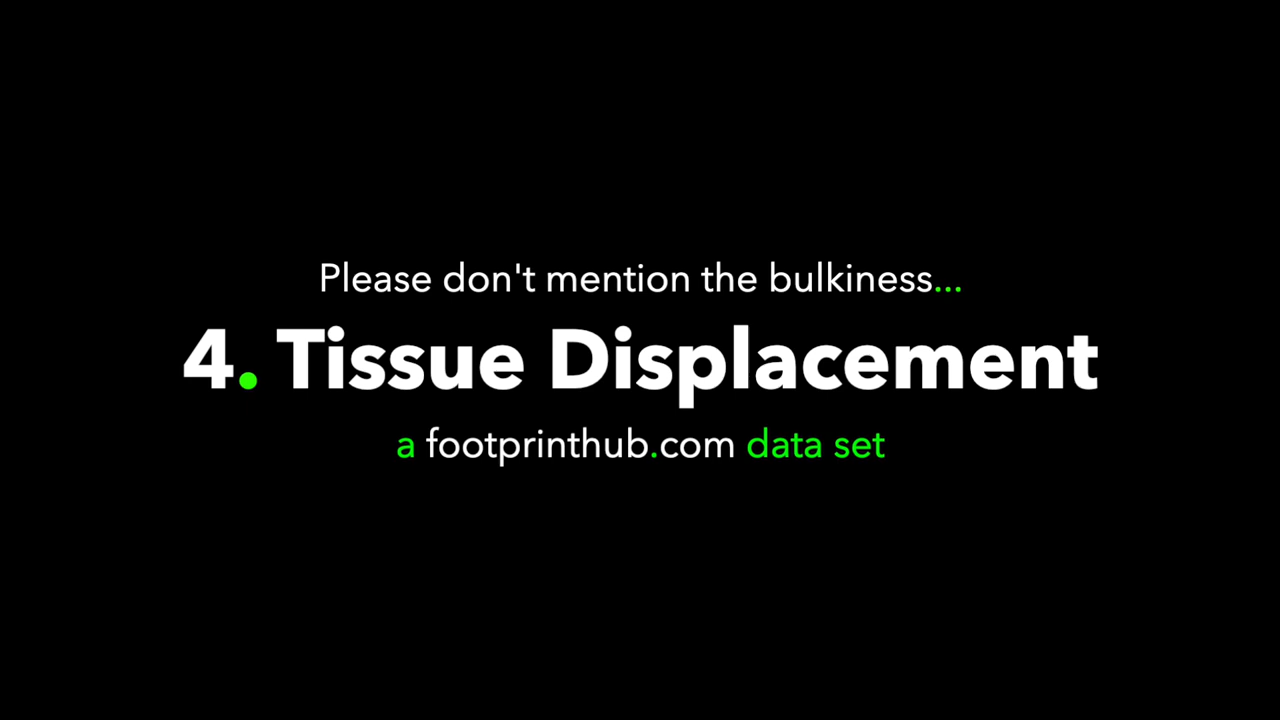 Please don't mention the bulkiness...
4. Tissue Displacement
a footprinthub.com data set